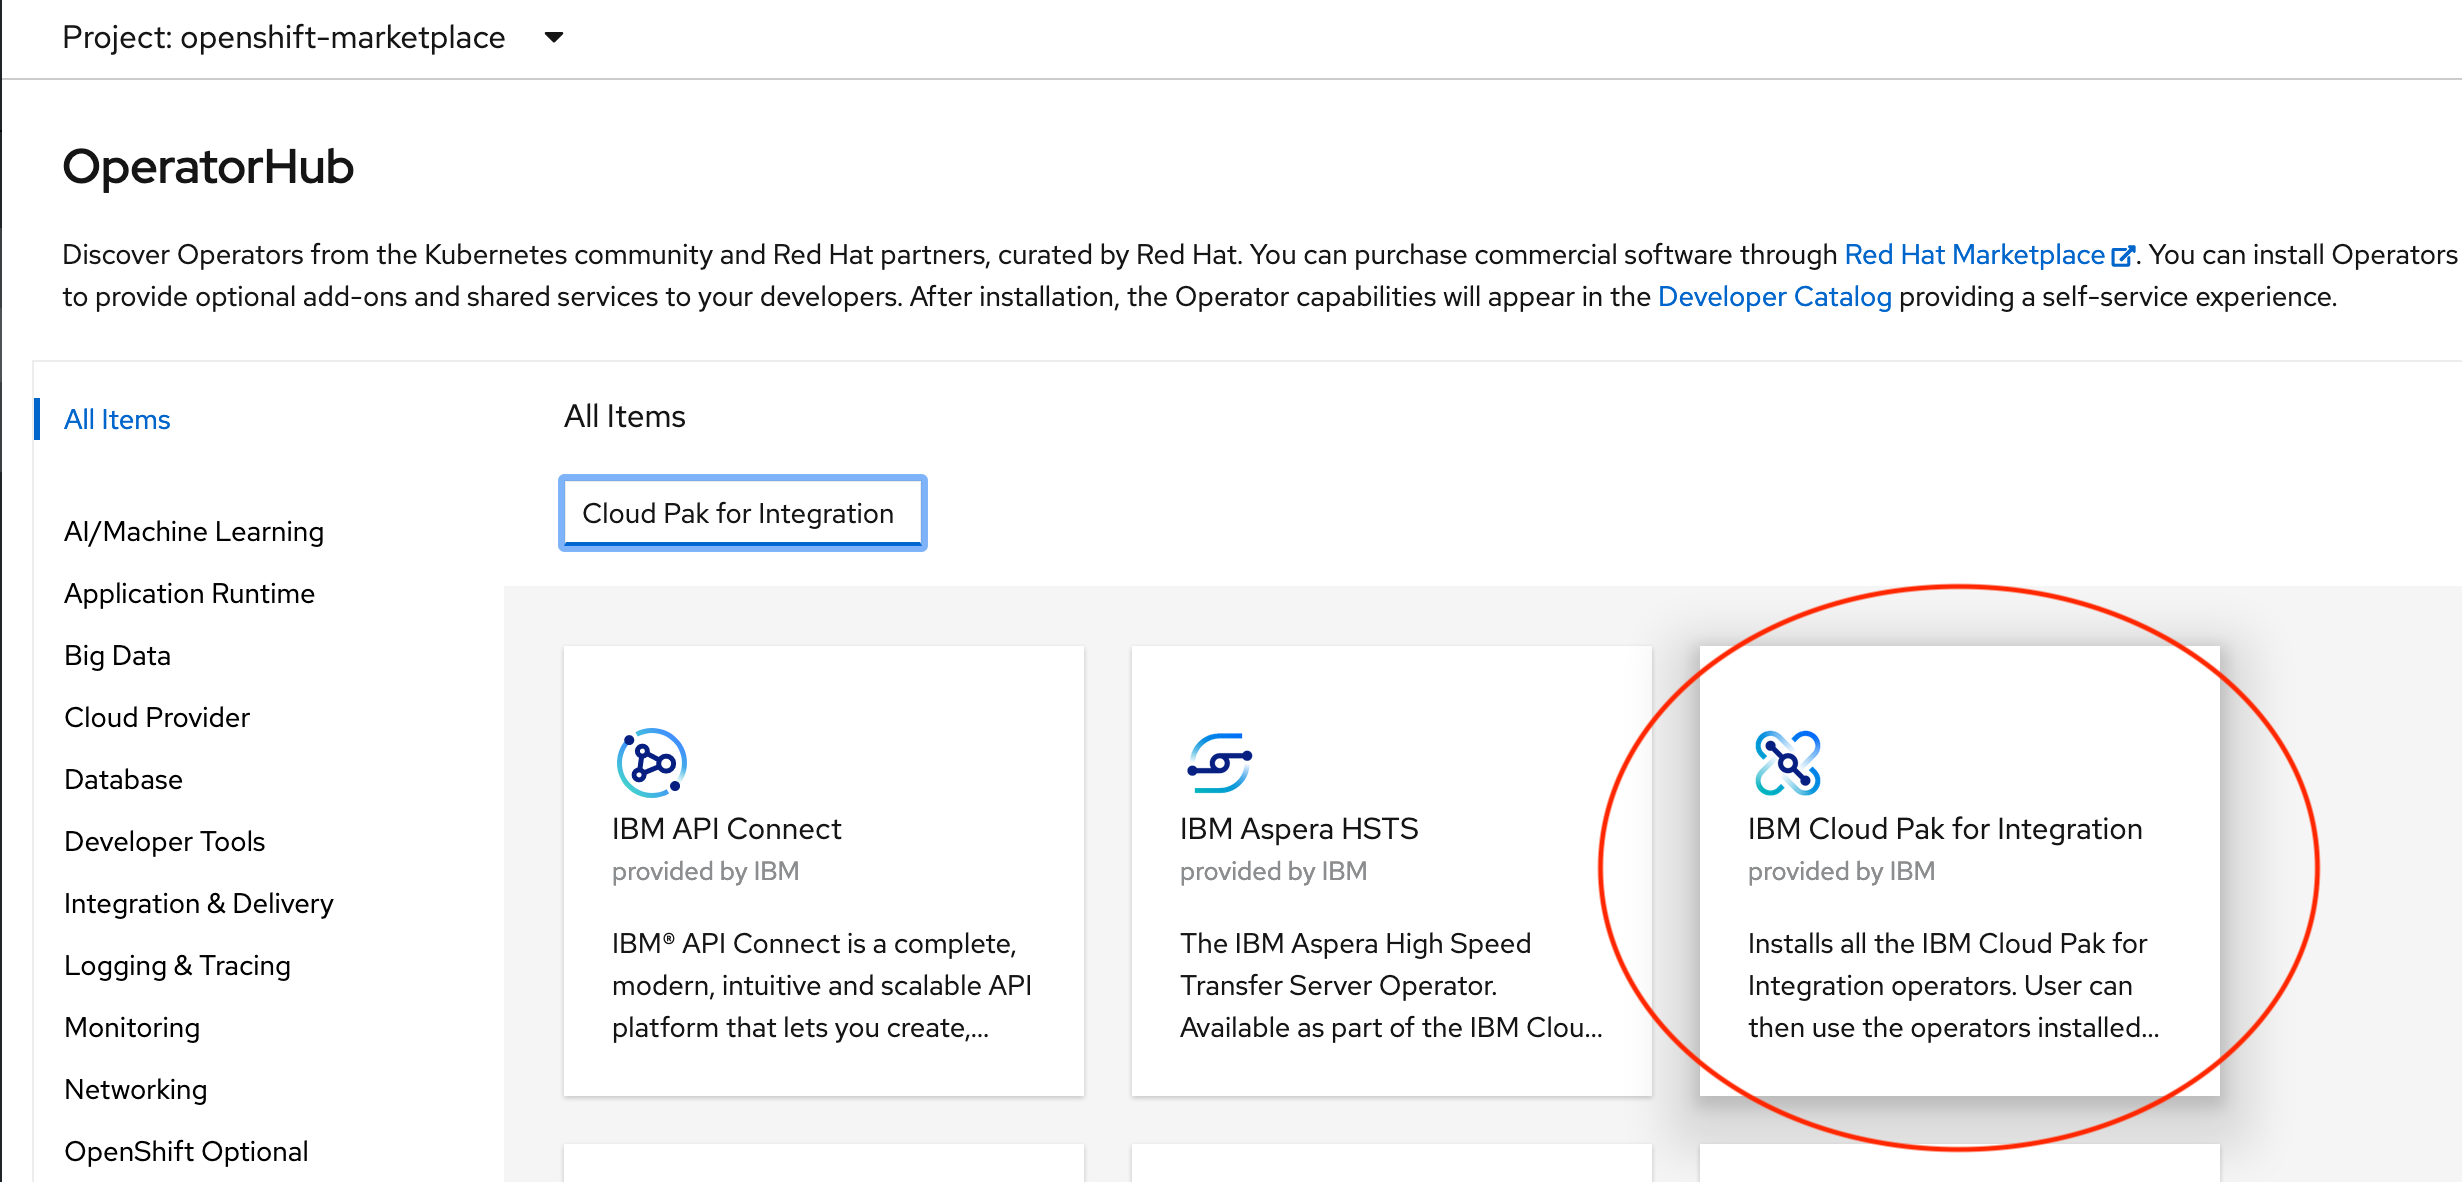 Project: openshift-marketplace
OperatorHub
Discover Operators from the Kubernetes community and Red Hat partners, curated by Red Hat. You can purchase commercial software through Red Hat Marketplace. You can install Operators
to provide optional add-ons and shared services to your developers. After installation, the Operator capabilities will appear in the Developer Catalog providing a self-service experience.
All Items
AI/Machine Learning
Application Runtime
Big Data
Cloud Provider
Database
Developer Tools
Integration & Delivery
Logging & Tracing
Monitoring
Networking
OpenShift Optional
All Items
Cloud Pak for Integration
IBM API Connect
provided by IBM
IBM® API Connect is a complete,
modern, intuitive and scalable API
platform that lets you create,...
IBM Aspera HSTS
provided by IBM
The IBM Aspera High Speed
Transfer Server Operator.
Available as part of the IBM Clou...
IBM Cloud Pak for Integration
provided by IBM
Installs all the IBM Cloud Pak for
Integration operators. User can
then use the operators installed...